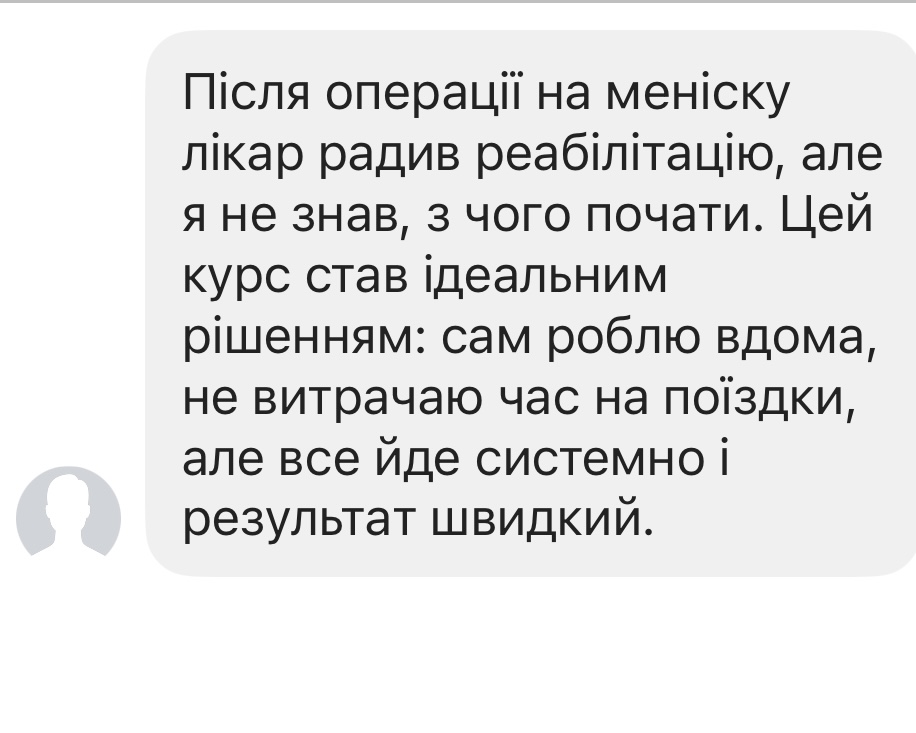 Після операції на меніску
лікар радив реабілітацію, але
я не знав, з чого почати. Цей
курс став ідеальним
рішенням: сам роблю вдома,
не витрачаю час на поїздки,
але все йде системно і
результат швидкий.